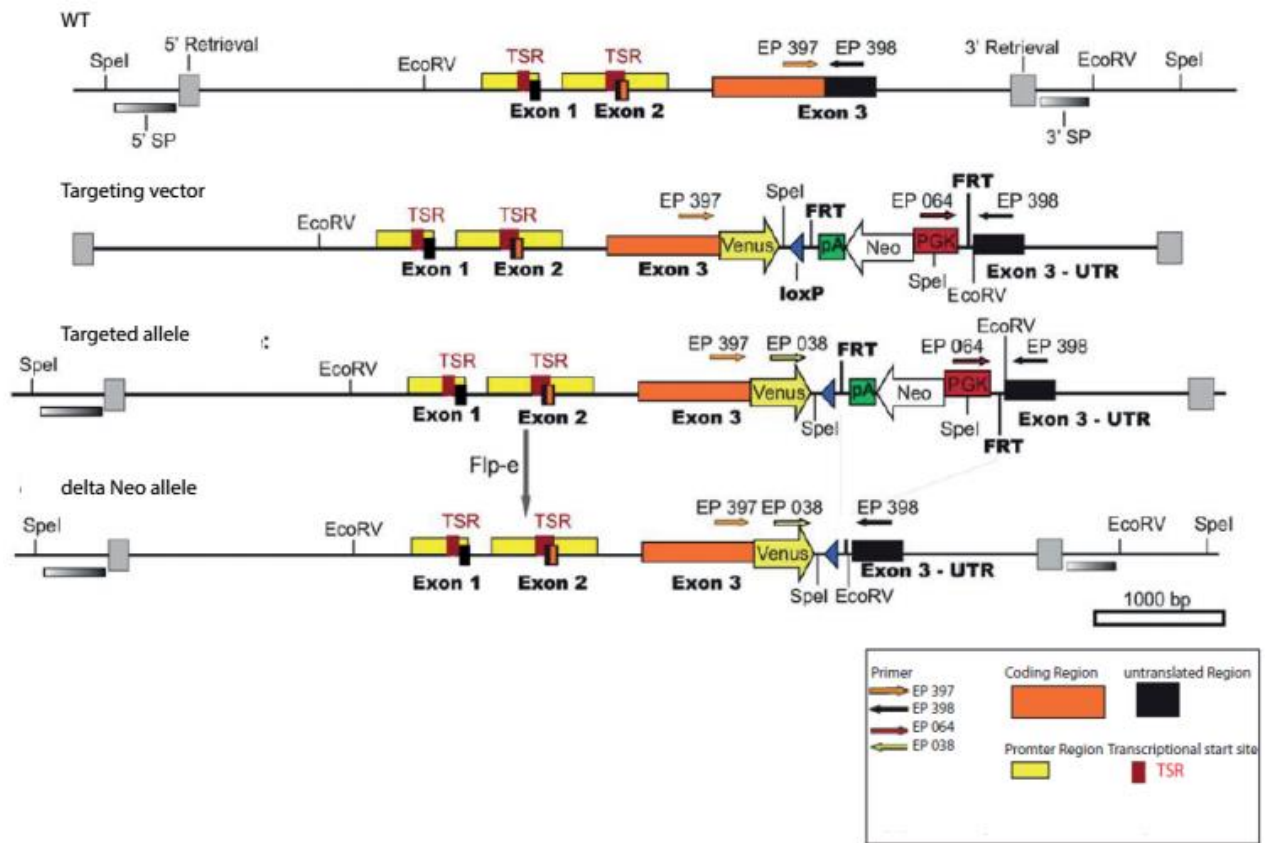 WT
SpeI
5' Retrieval
EcoRV
TSR
TSR
EP 397
EP 398
3' Retrieval
EcoRV
SpeI
Exon 1
Exon 2
Exon 3
5' SP
3' SP
Targeting vector
EcoRV
TSR
TSR
EP 397
SpeI
FRT
EP 064
FRT
EP 398
Venus
pA
Neo
PGK
Exon 1
Exon 2
Exon 3
loxP
SpeI
EcoRV
Exon 3 - UTR
Targeted allele
:
SpeI
EcoRV
TSR
TSR
EP 397
EP 038
FRT
EP 064
EcoRV
EP 398
Venus
pA
Neo
PGK
Exon 1
Exon 2
Exon 3
SpeI
SpeI
FRT
Exon 3 - UTR
Flp-e
delta Neo allele
SpeI
EcoRV
TSR
TSR
EP 397
EP 038
EP 398
EcoRV
SpeI
Venus
Exon 1
Exon 2
Exon 3
SpeI
EcoRV
Exon 3 - UTR
1000 bp
Primer
EP 397
EP 398
EP 064
EP 038
Coding Region
untranslated Region
Promter Region
Transcriptional start site
TSR